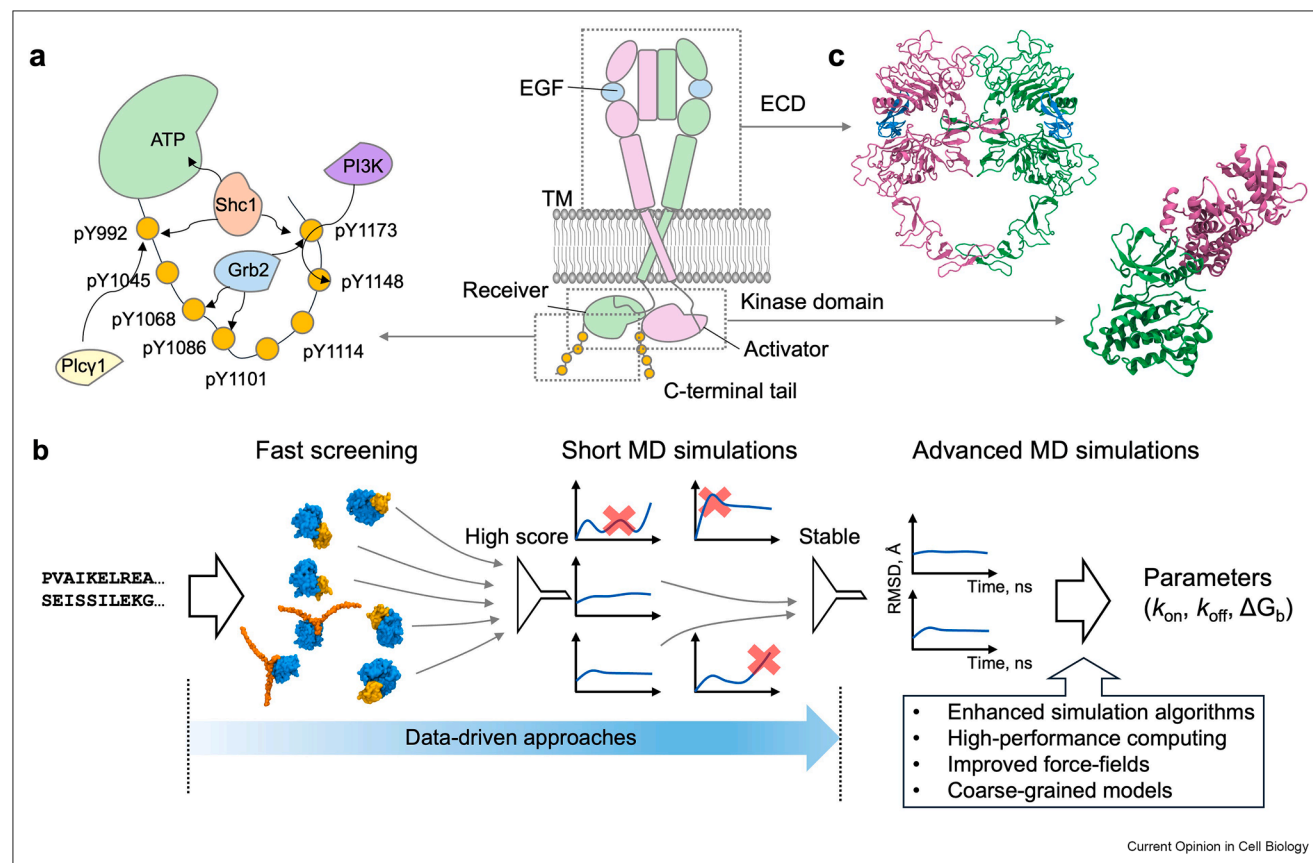 a
ATP
PI3K
Shc1
pY992
pY1173
Grb2
pY1045
pY1148
pY1068
pY1086
pY1114
Plcγ1
pY1101
EGF
ECD
TM
Receiver
Kinase domain
Activator
C-terminal tail
c
b
Fast screening
Short MD simulations
Advanced MD simulations
High score
Stable
PVAIKELREA...
SEISSILEKG...
RMSD, Å
Time, ns
Time, ns
Parameters
(kon, koff, ΔGb)
Data-driven approaches
• Enhanced simulation algorithms
• High-performance computing
• Improved force-fields
• Coarse-grained models
Current Opinion in Cell Biology